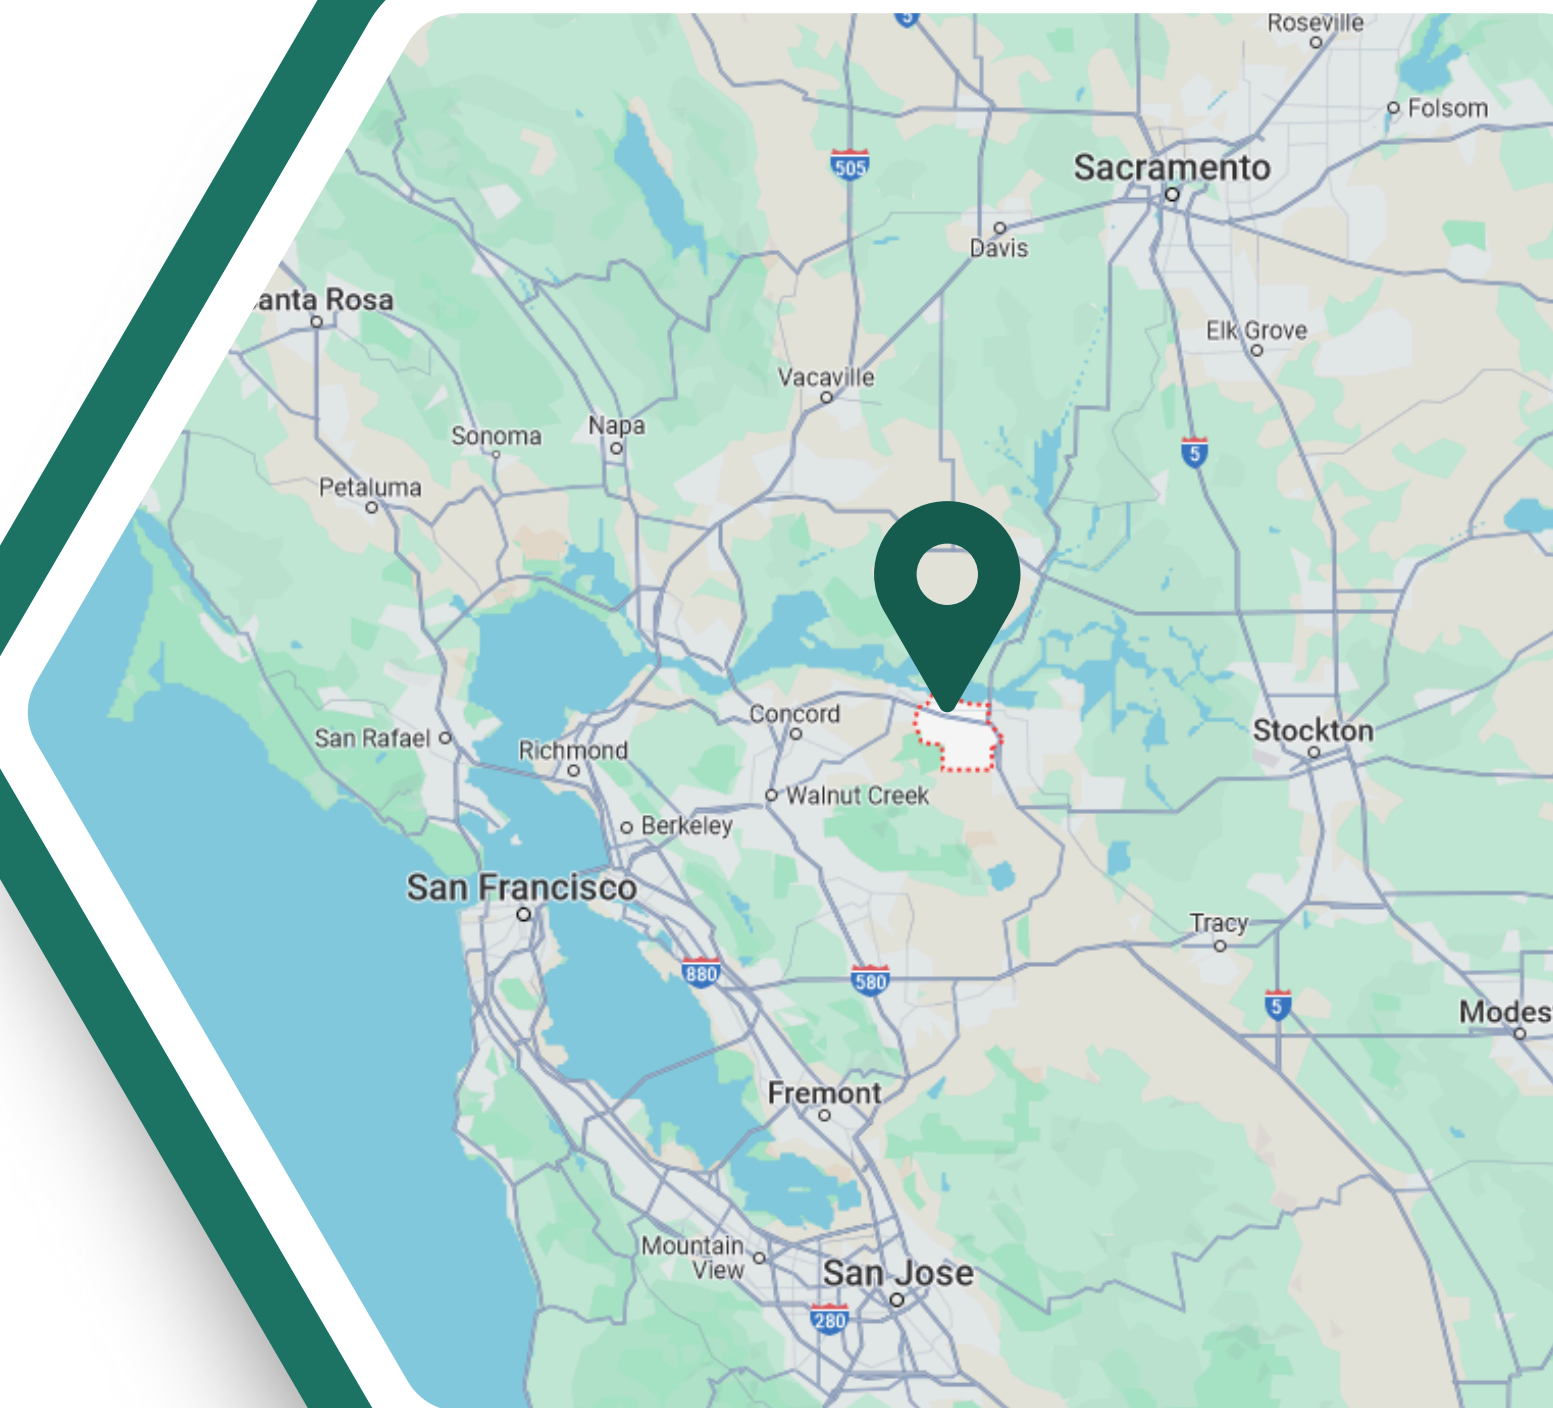 5
Roseville
Folsom
505
Sacramento
Davis
anta Rosa
Elk Grove
Vacaville
Napa
Sonoma
5
Petaluma
Concord
Stockton
San Rafael
Richmond
Walnut Creek
Berkeley
San Francisco
Tracy
880
580
5
Modes
Fremont
Mountain
View
San Jose
280